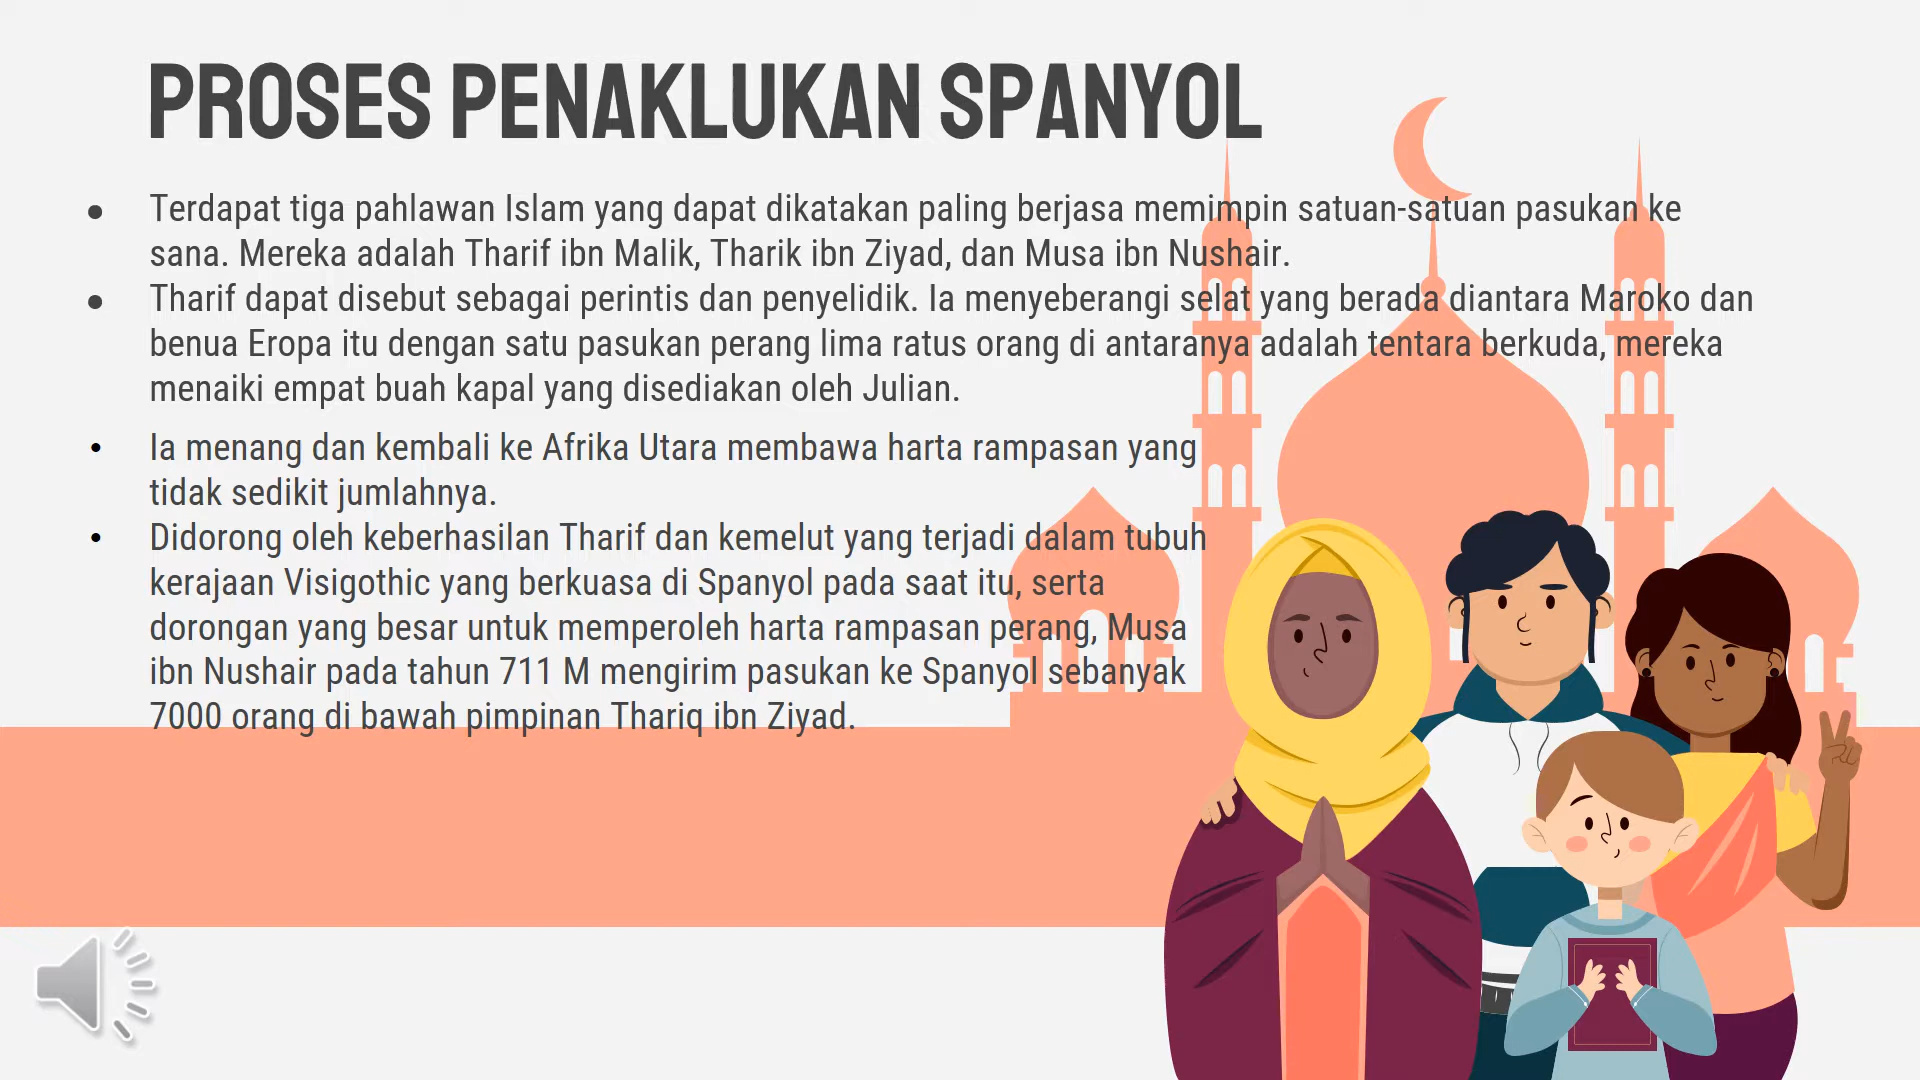 PROSES PENAKLUKAN SPANYOL
● Terdapat tiga pahlawan Islam yang dapat dikatakan paling berjasa memimpin satuan-satuan pasukan ke
sana. Mereka adalah Tharif ibn Malik, Tharik ibn Ziyad, dan Musa ibn Nushair.
● Tharif dapat disebut sebagai perintis dan penyelidik. Ia menyeberangi selat yang berada diantara Maroko dan
benua Eropa itu dengan satu pasukan perang lima ratus orang di antaranya adalah tentara berkuda, mereka
menaiki empat buah kapal yang disediakan oleh Julian.
• Ia menang dan kembali ke Afrika Utara membawa harta rampasan yang
tidak sedikit jumlahnya.
• Didorong oleh keberhasilan Tharif dan kemelut yang terjadi dalam tubuh
kerajaan Visigothic yang berkuasa di Spanyol pada saat itu, serta
dorongan yang besar untuk memperoleh harta rampasan perang, Musa
ibn Nushair pada tahun 711 M mengirim pasukan ke Spanyol sebanyak
7000 orang di bawah pimpinan Thariq ibn Ziyad.